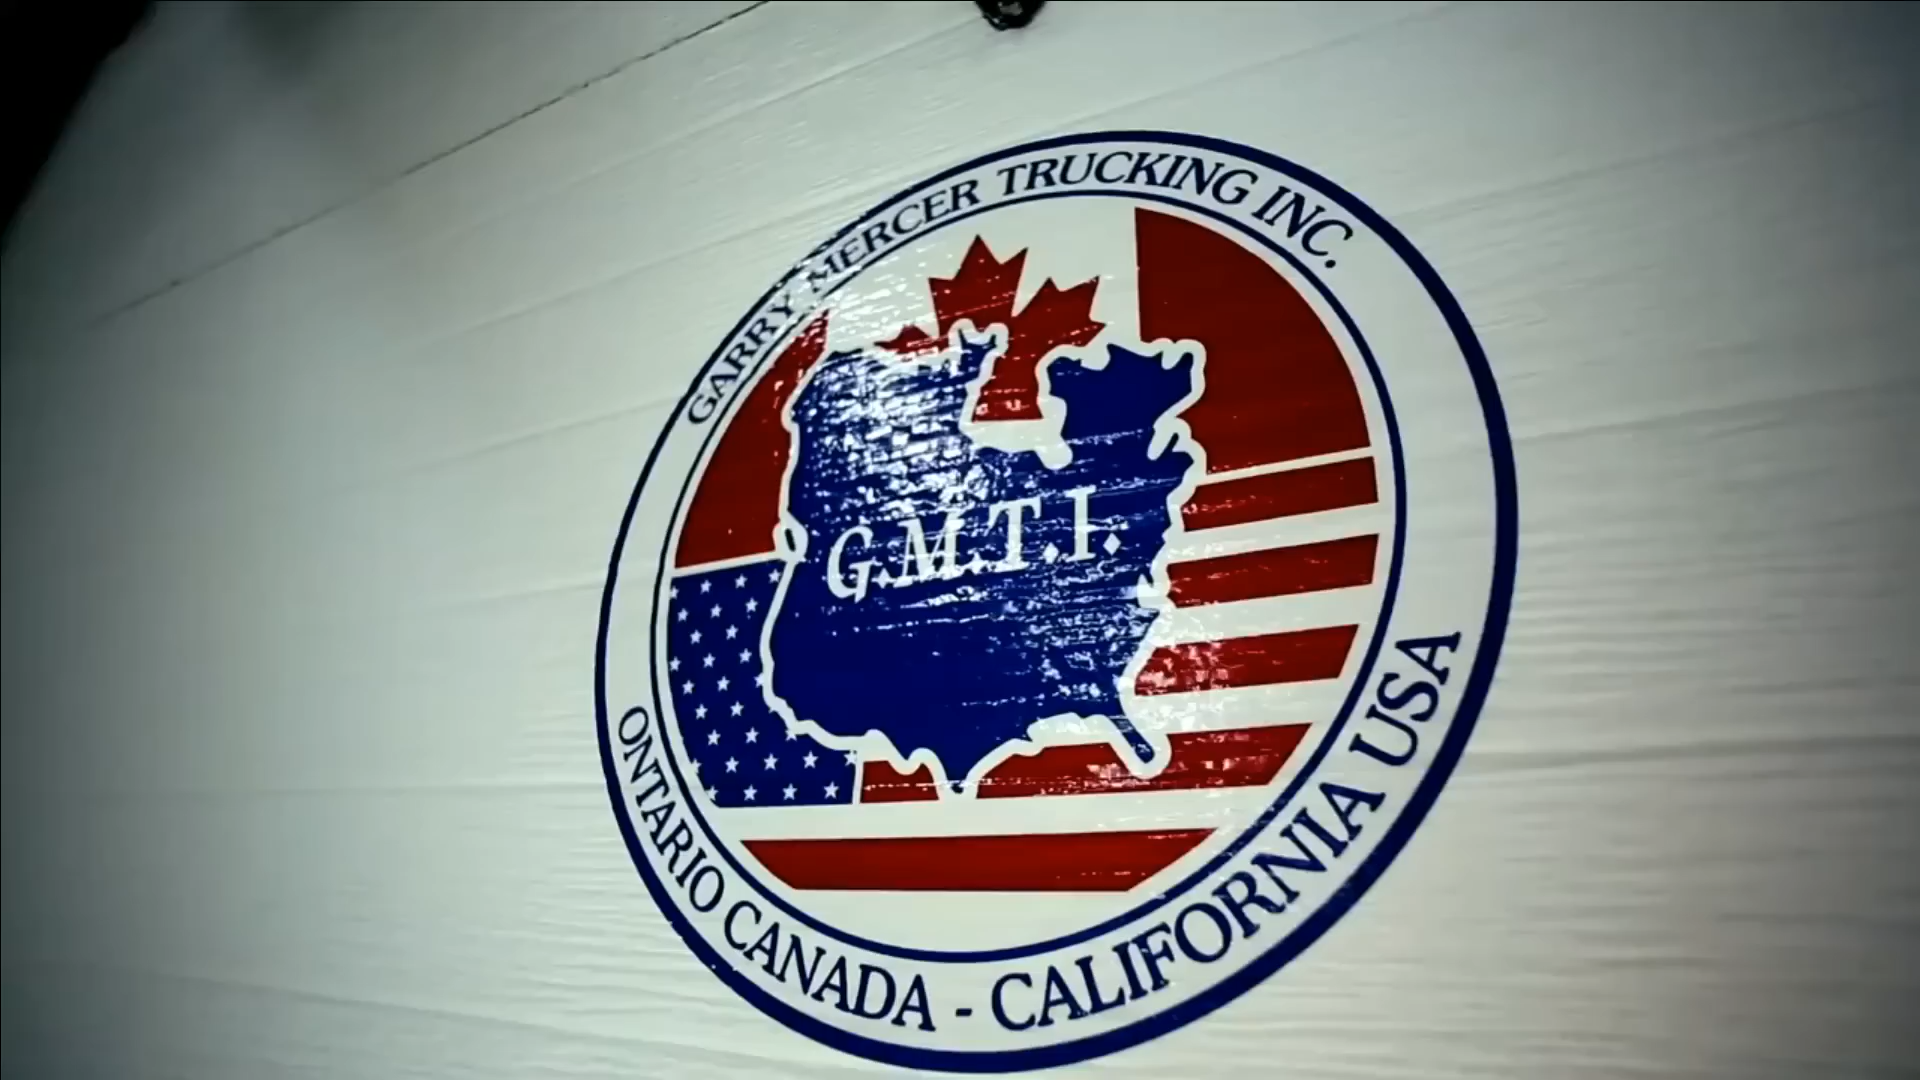 GARRY MERCER TRUCKING INC.
G.M.T.I.
ONTARIO CANADA - CALIFORNIA USA